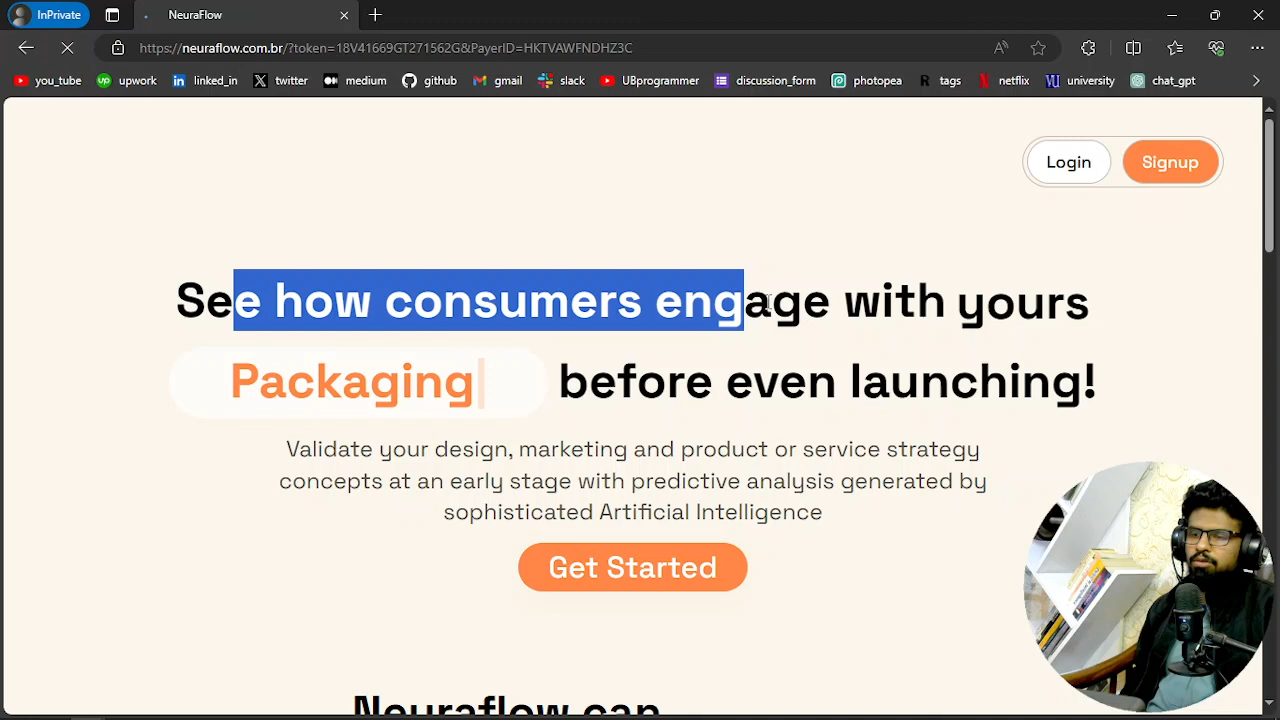 InPrivate
NeuraFlow
https://neuraflow.com.br/?token=18V41669GT271562G&PayerID=HKTVAWFNDHZ3C
you_tube upwork linked_in twitter medium github gmail slack UBprogrammer discussion_form photopea tags netflix university chat_gpt
Login Signup
See how consumers engage with yours
Packaging before even launching!
Validate your design, marketing and product or service strategy
concepts at an early stage with predictive analysis generated by
sophisticated Artificial Intelligence
Get Started
Neuraflow can